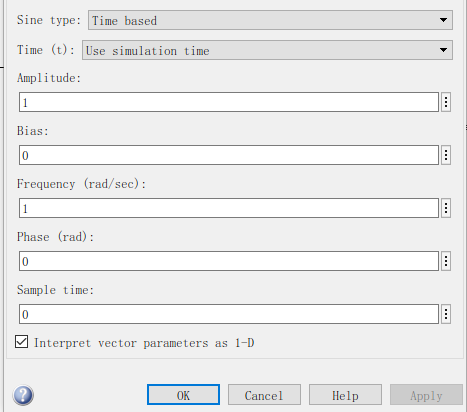 Sine type: Time based
Time (t): Use simulation time
Amplitude:
1
Bias:
0
Frequency (rad/sec):
1
Phase (rad):
0
Sample time:
0
Interpret vector parameters as 1-D
? OK Cancel Help Apply